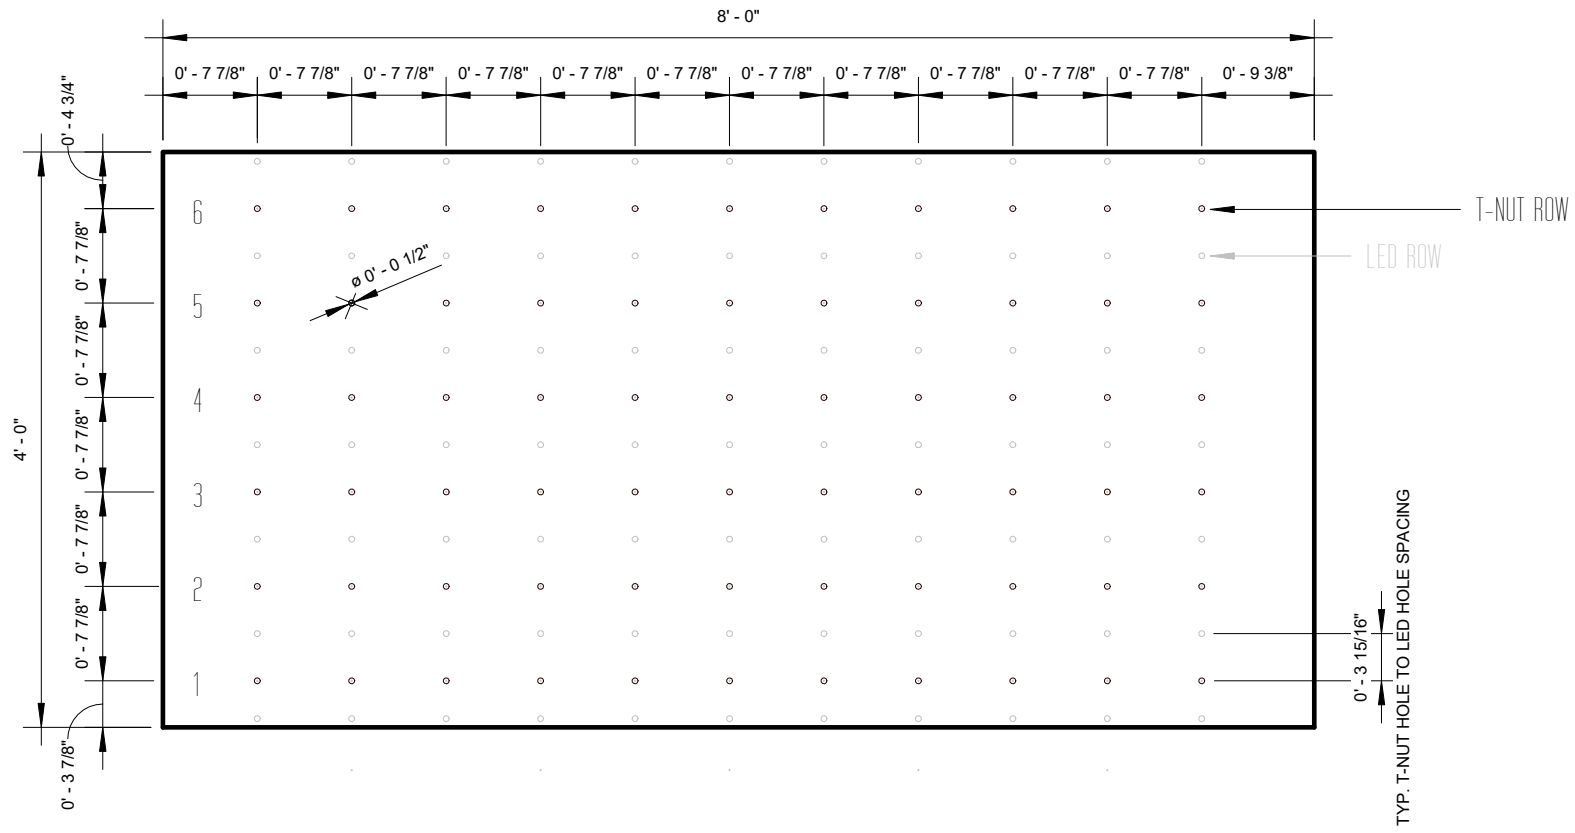 8' - 0"
0' - 7 7/8" 0' - 7 7/8" 0' - 7 7/8" 0' - 7 7/8" 0' - 7 7/8" 0' - 7 7/8" 0' - 7 7/8" 0' - 7 7/8" 0' - 7 7/8" 0' - 7 7/8" 0' - 7 7/8" 0' - 9 3/8"
0' - 4 3/4"
6
T-NUT ROW
0' - 7 7/8"
LED ROW
ø 0' - 0 1/2"
5
0' - 7 7/8"
4
4' - 0"
0' - 7 7/8"
3
0' - 7 7/8"
2
0' - 7 7/8"
1
0' - 3 15/16"
TYP. T-NUT HOLE TO LED HOLE SPACING
0' - 3 7/8"